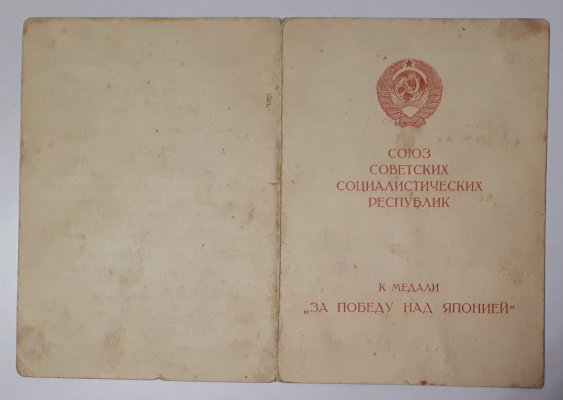 СОЮЗ
СОВЕТСКИХ
СОЦИАЛИСТИЧЕСКИХ
РЕСПУБЛИК
К МЕДАЛИ
„ЗА ПОБЕДУ НАД ЯПОНИЕЙ“